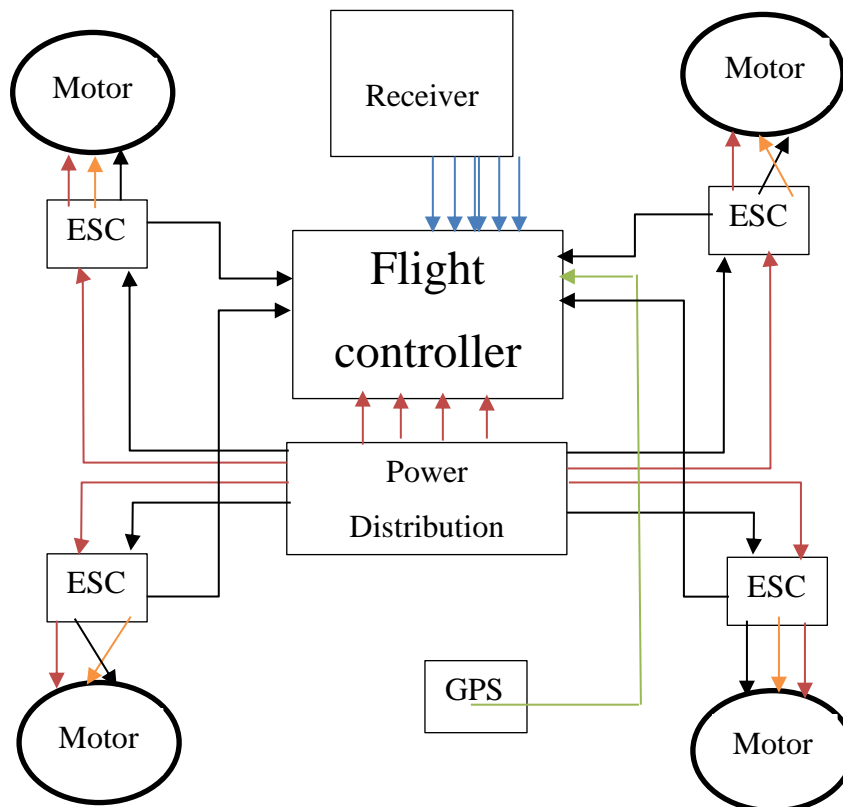 Motor
Receiver
Motor
ESC
ESC
Flight
controller
Power
Distribution
ESC
ESC
GPS
Motor
Motor